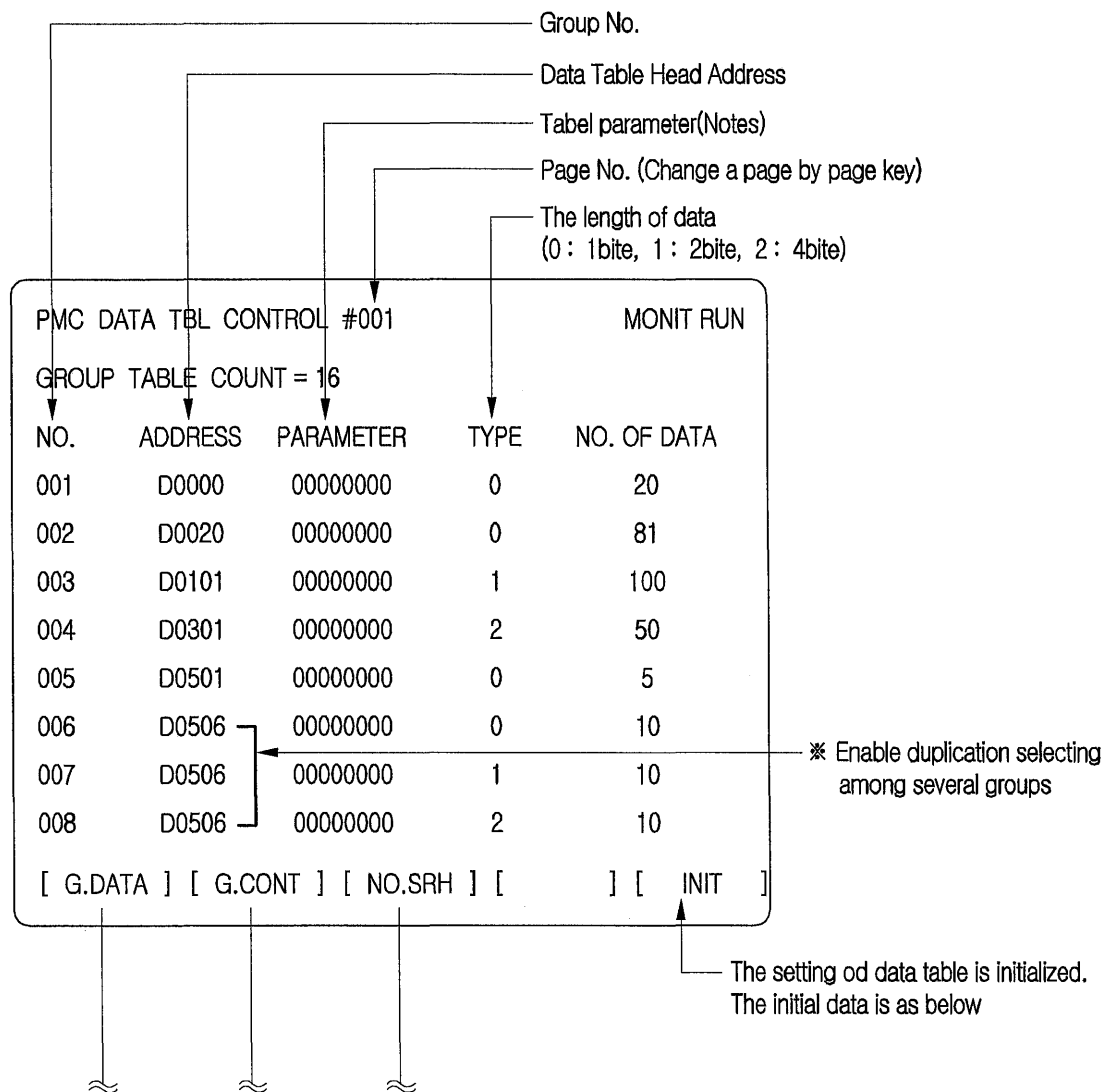 Group No.
Data Table Head Address
Tabel parameter(Notes)
Page No. (Change a page by page key)
The length of data
(0 : 1bite, 1 : 2bite, 2 : 4bite)
PMC DATA TBL CONTROL #001 MONIT RUN
GROUP TABLE COUNT = 16
NO. ADDRESS PARAMETER TYPE NO. OF DATA
001 D0000 00000000 0 20
002 D0020 00000000 0 81
003 D0101 00000000 1 100
004 D0301 00000000 2 50
005 D0501 00000000 0 5
006 D0506 00000000 0 10
007 D0506 00000000 1 10
008 D0506 00000000 2 10
※ Enable duplication selecting
among several groups
[ G.DATA ] [ G.CONT ] [ NO.SRH ] [ ] [ INIT ]
The setting od data table is initialized.
The initial data is as below